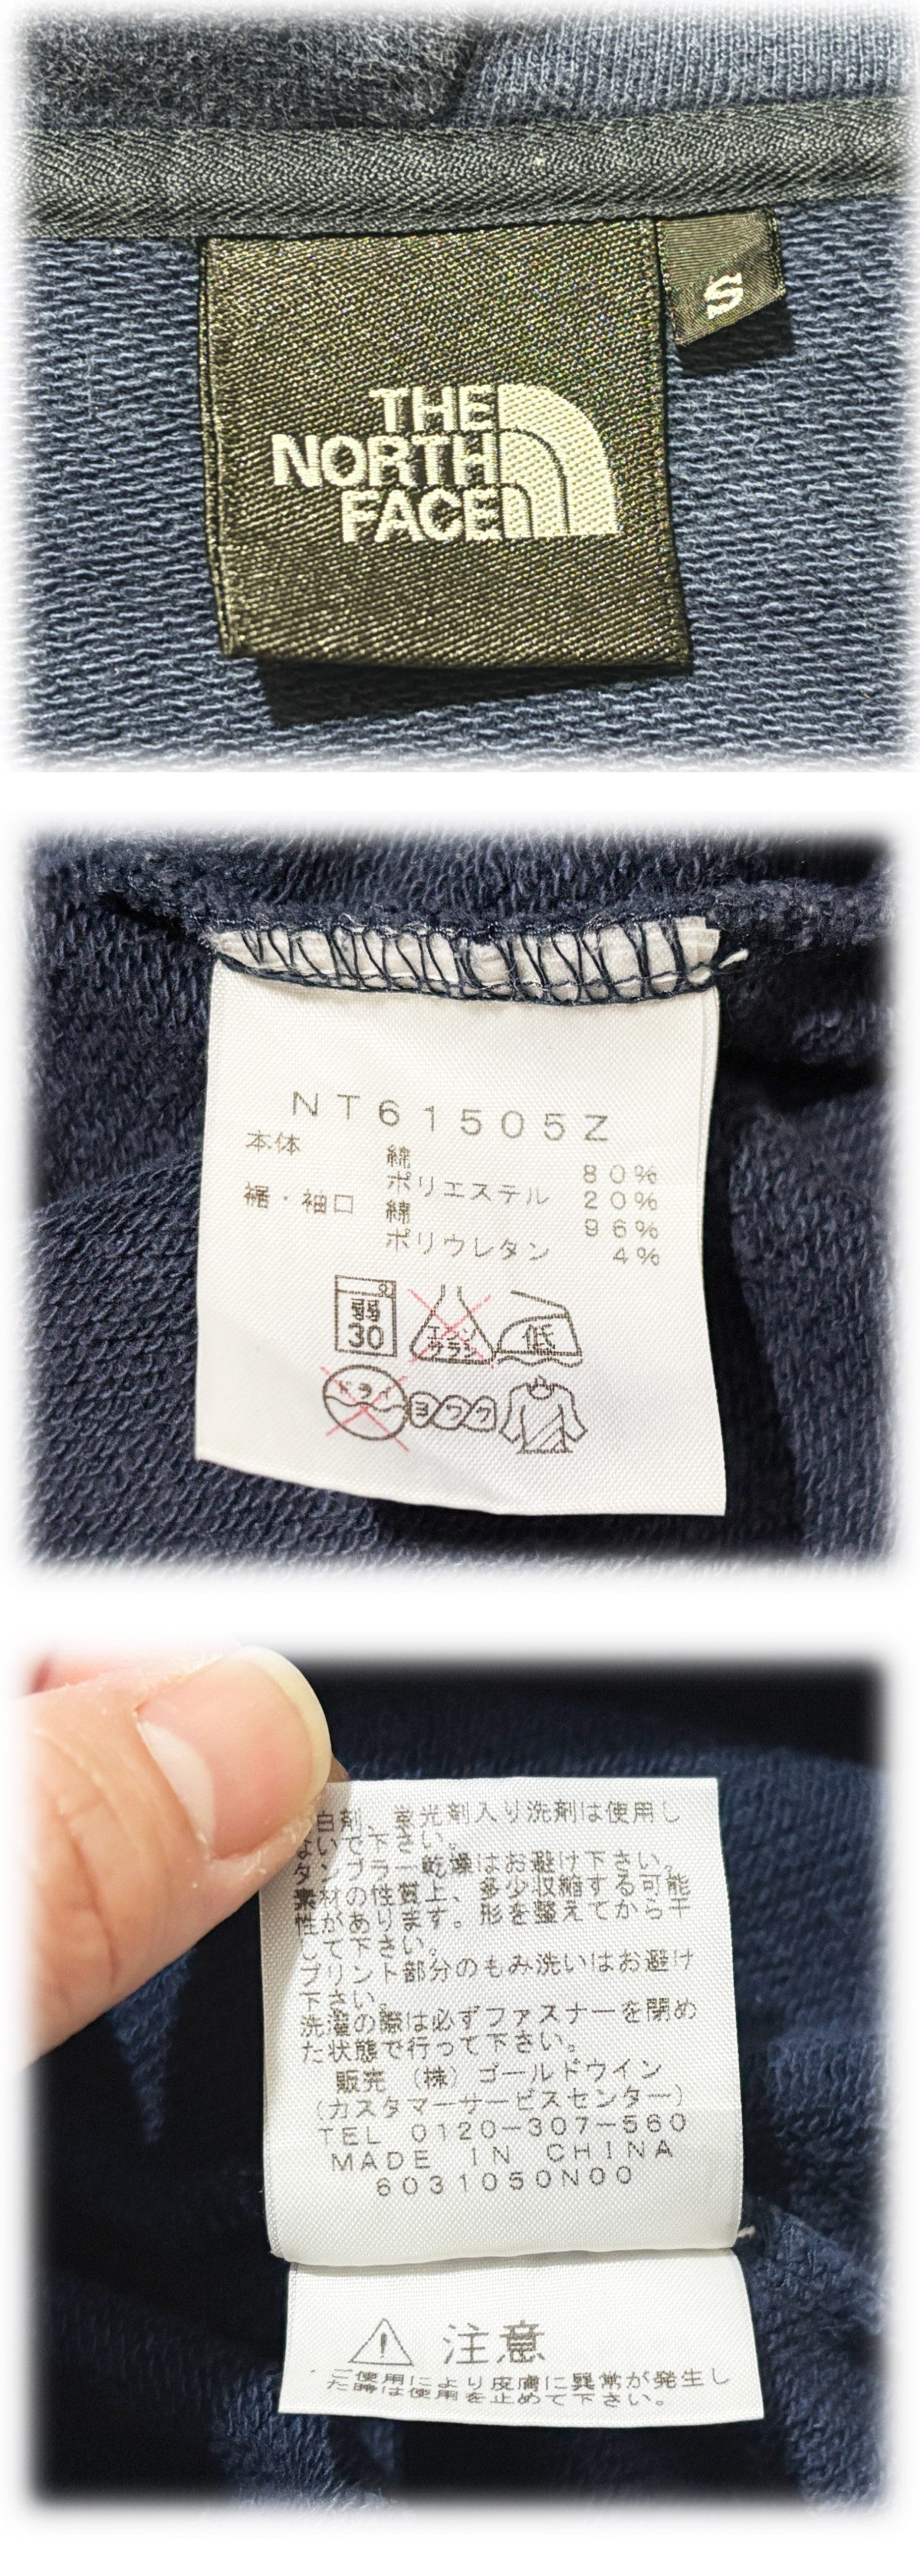 THE
NORTH
FACE
S
NT61505Z
本体 綿 80%
ポリエステル 20%
裾・袖口 綿 96%
ポリウレタン 4%
弱
30
エンソ
サラシ
低
ドライ
ヨワク
白剤、蛍光剤入り洗剤は使用し
ないで下さい。
タンブラー乾燥はお避け下さい。
素材の性質上、多少収縮する可能
性があります。形を整えてから干
して下さい。
プリント部分のもみ洗いはお避け
下さい。
洗濯の際は必ずファスナーを閉め
た状態で行って下さい。
販売 (株) ゴールドウイン
(カスタマーサービスセンター)
TEL 0120-307-560
MADE IN CHINA
6031050N00
注意
・ご使用により皮膚に異常が発生し
た時は使用を止めて下さい。